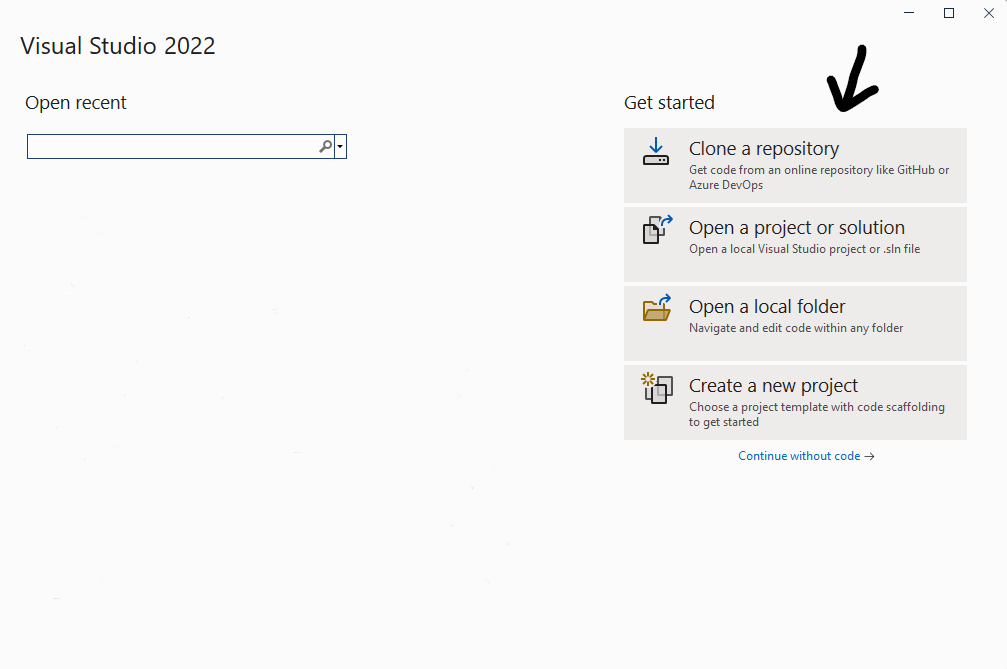 Visual Studio 2022
Open recent
Get started
Clone a repository
Get code from an online repository like GitHub or
Azure DevOps
Open a project or solution
Open a local Visual Studio project or .sln file
Open a local folder
Navigate and edit code within any folder
Create a new project
Choose a project template with code scaffolding
to get started
Continue without code →